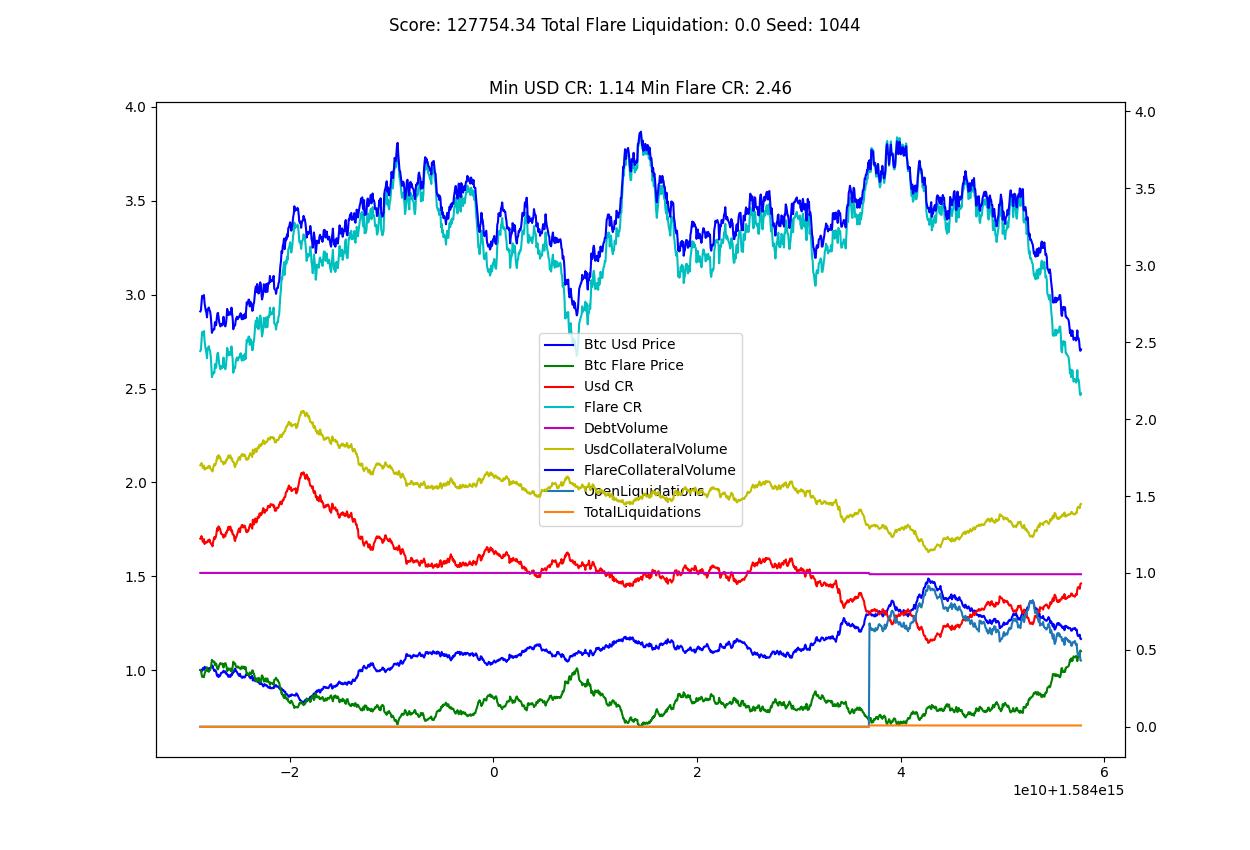 Score: 127754.34 Total Flare Liquidation: 0.0 Seed: 1044
Min USD CR: 1.14 Min Flare CR: 2.46
4.0
3.5
3.0
2.5
2.0
1.5
1.0
4.0
3.5
3.0
2.5
2.0
1.5
1.0
0.5
0.0
Btc Usd Price
Btc Flare Price
Usd CR
Flare CR
DebtVolume
UsdCollateralVolume
FlareCollateralVolume
OpenLiquidations
TotalLiquidations
−2 0 2 4 6
1e10+1.584e15